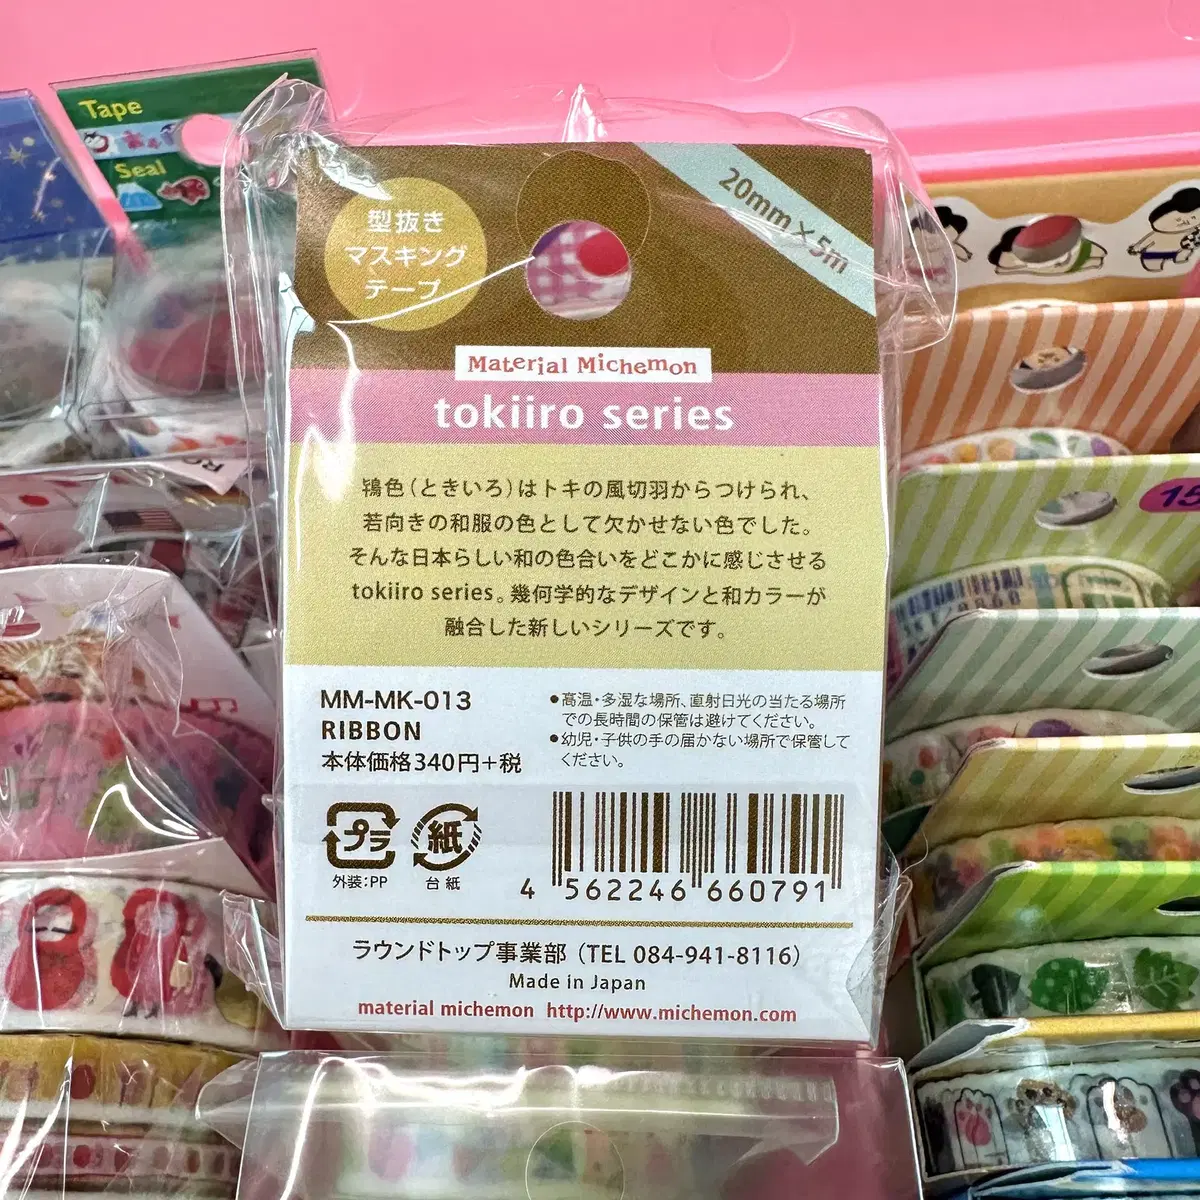 Tape
Seal
型抜き
マスキング
テープ
20mm×5m
Material Michemon
tokiiro series
鴇色(ときいろ)はトキの風切羽からつけられ、
若向きの和服の色として欠かせない色でした。
そんな日本らしい和の色合いをどこかに感じさせる
tokiiro series。幾何学的なデザインと和カラーが
融合した新しいシリーズです。
MM-MK-013
RIBBON
本体価格340円+税
●高温・多湿な場所、直射日光の当たる場所
での長時間の保管は避けてください。
●幼児・子供の手の届かない場所で保管して
ください。
プラ
紙
外装:PP
台紙
4 562246 660791
ラウンドトップ事業部(TEL 084-941-8116)
Made in Japan
material michemon http://www.michemon.com
15